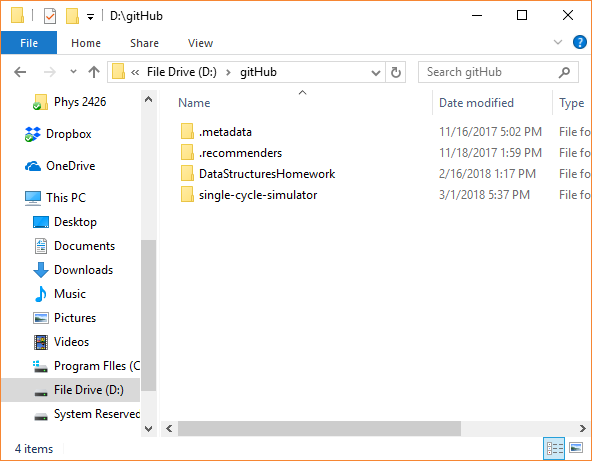 D:\gitHub
File Home Share View
« File Drive (D:) > gitHub Search gitHub
Name Date modified Type
Phys 2426
Dropbox
OneDrive
This PC
Desktop
Documents
Downloads
Music
Pictures
Videos
Program FIles (C
File Drive (D:)
System Reserved
.metadata 11/16/2017 5:02 PM File fo
.recommenders 11/18/2017 1:59 PM File fo
DataStructuresHomework 2/16/2018 1:17 PM File fo
single-cycle-simulator 3/1/2018 5:37 PM File fo
4 items